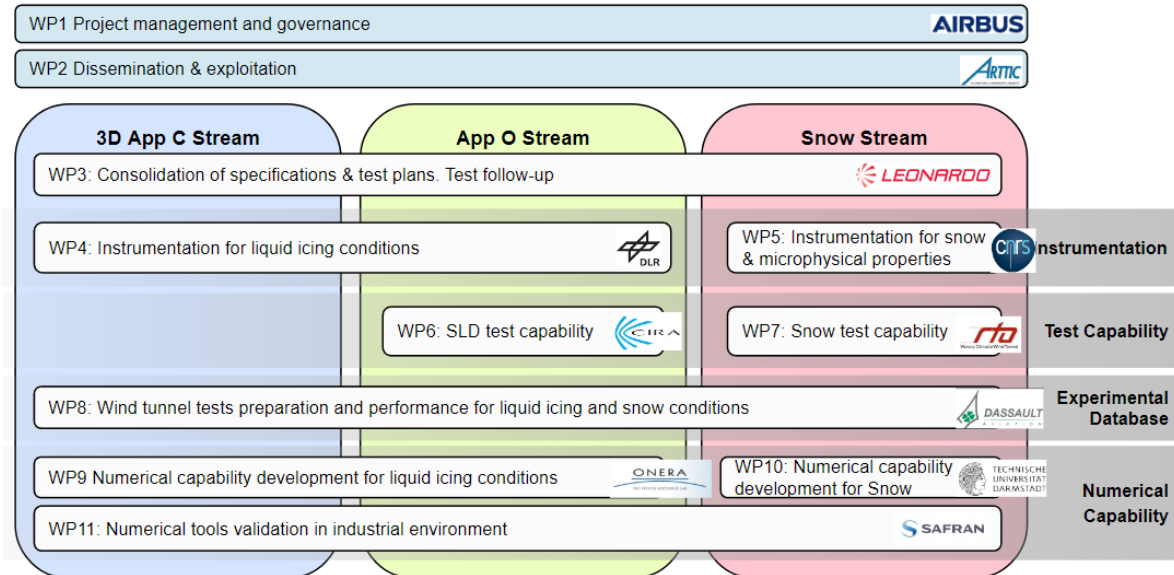 WP1 Project management and governance
AIRBUS
WP2 Dissemination & exploitation
ARTTIC
3D App C Stream
App O Stream
Snow Stream
WP3: Consolidation of specifications & test plans. Test follow-up
LEONARDO
WP4: Instrumentation for liquid icing conditions
DLR
WP5: Instrumentation for snow
& microphysical properties
cnrs
Instrumentation
WP6: SLD test capability
CIRA
WP7: Snow test capability
rta
Test Capability
WP8: Wind tunnel tests preparation and performance for liquid icing and snow conditions
DASSAULT
AVIATION
Experimental
Database
WP9 Numerical capability development for liquid icing conditions
ONERA
WP10: Numerical capability
development for Snow
TECHNISCHE
UNIVERSITÄT
DARMSTADT
Numerical
Capability
WP11: Numerical tools validation in industrial environment
SAFRAN